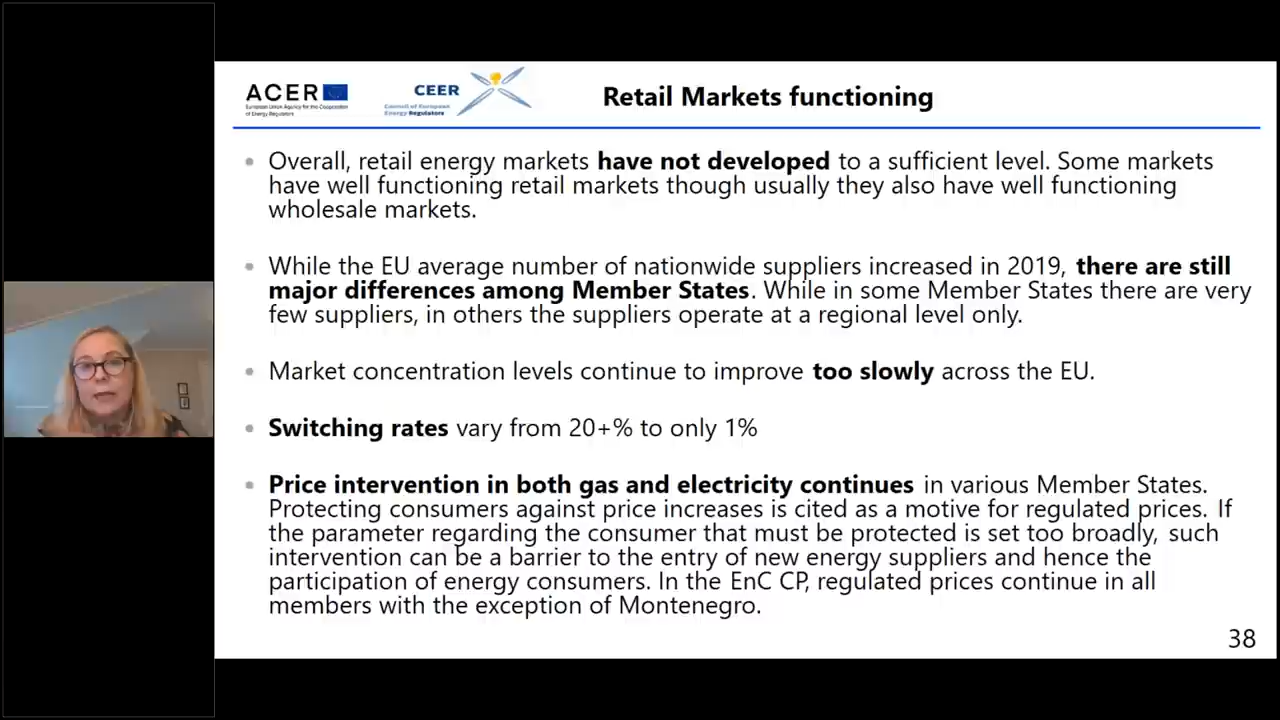 ACER
European Union Agency for the Cooperation
of Energy Regulators
CEER
Council of European
Energy Regulators
Retail Markets functioning
Overall, retail energy markets have not developed to a sufficient level. Some markets
have well functioning retail markets though usually they also have well functioning
wholesale markets.
While the EU average number of nationwide suppliers increased in 2019, there are still
major differences among Member States. While in some Member States there are very
few suppliers, in others the suppliers operate at a regional level only.
Market concentration levels continue to improve too slowly across the EU.
Switching rates vary from 20+% to only 1%
Price intervention in both gas and electricity continues in various Member States.
Protecting consumers against price increases is cited as a motive for regulated prices. If
the parameter regarding the consumer that must be protected is set too broadly, such
intervention can be a barrier to the entry of new energy suppliers and hence the
participation of energy consumers. In the EnC CP, regulated prices continue in all
members with the exception of Montenegro.
38